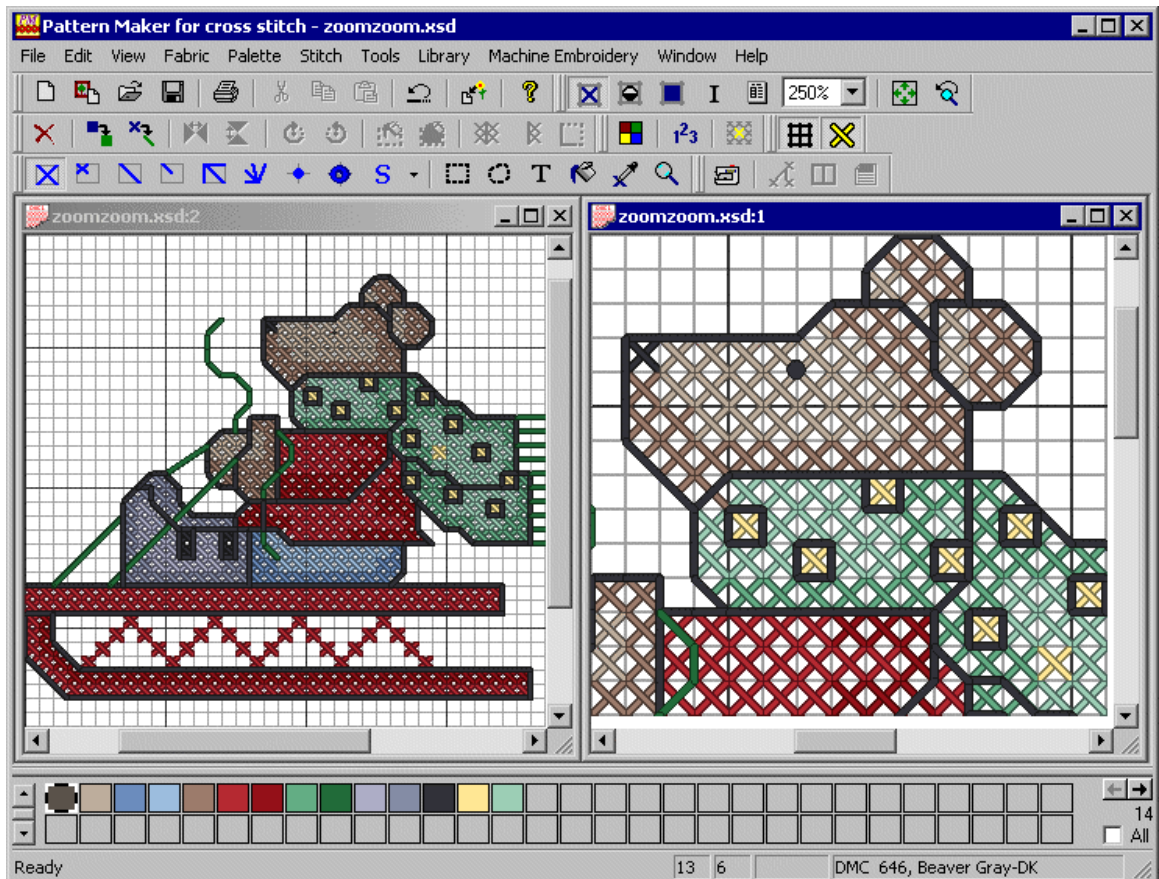 Pattern Maker for cross stitch - zoomzoom.xsd
File Edit View Fabric Palette Stitch Tools Library Machine Embroidery Window Help
250%
1²3
S T
zoomzoom.xsd:2
zoomzoom.xsd:1
14
All
Ready 13 6 DMC 646, Beaver Gray-DK